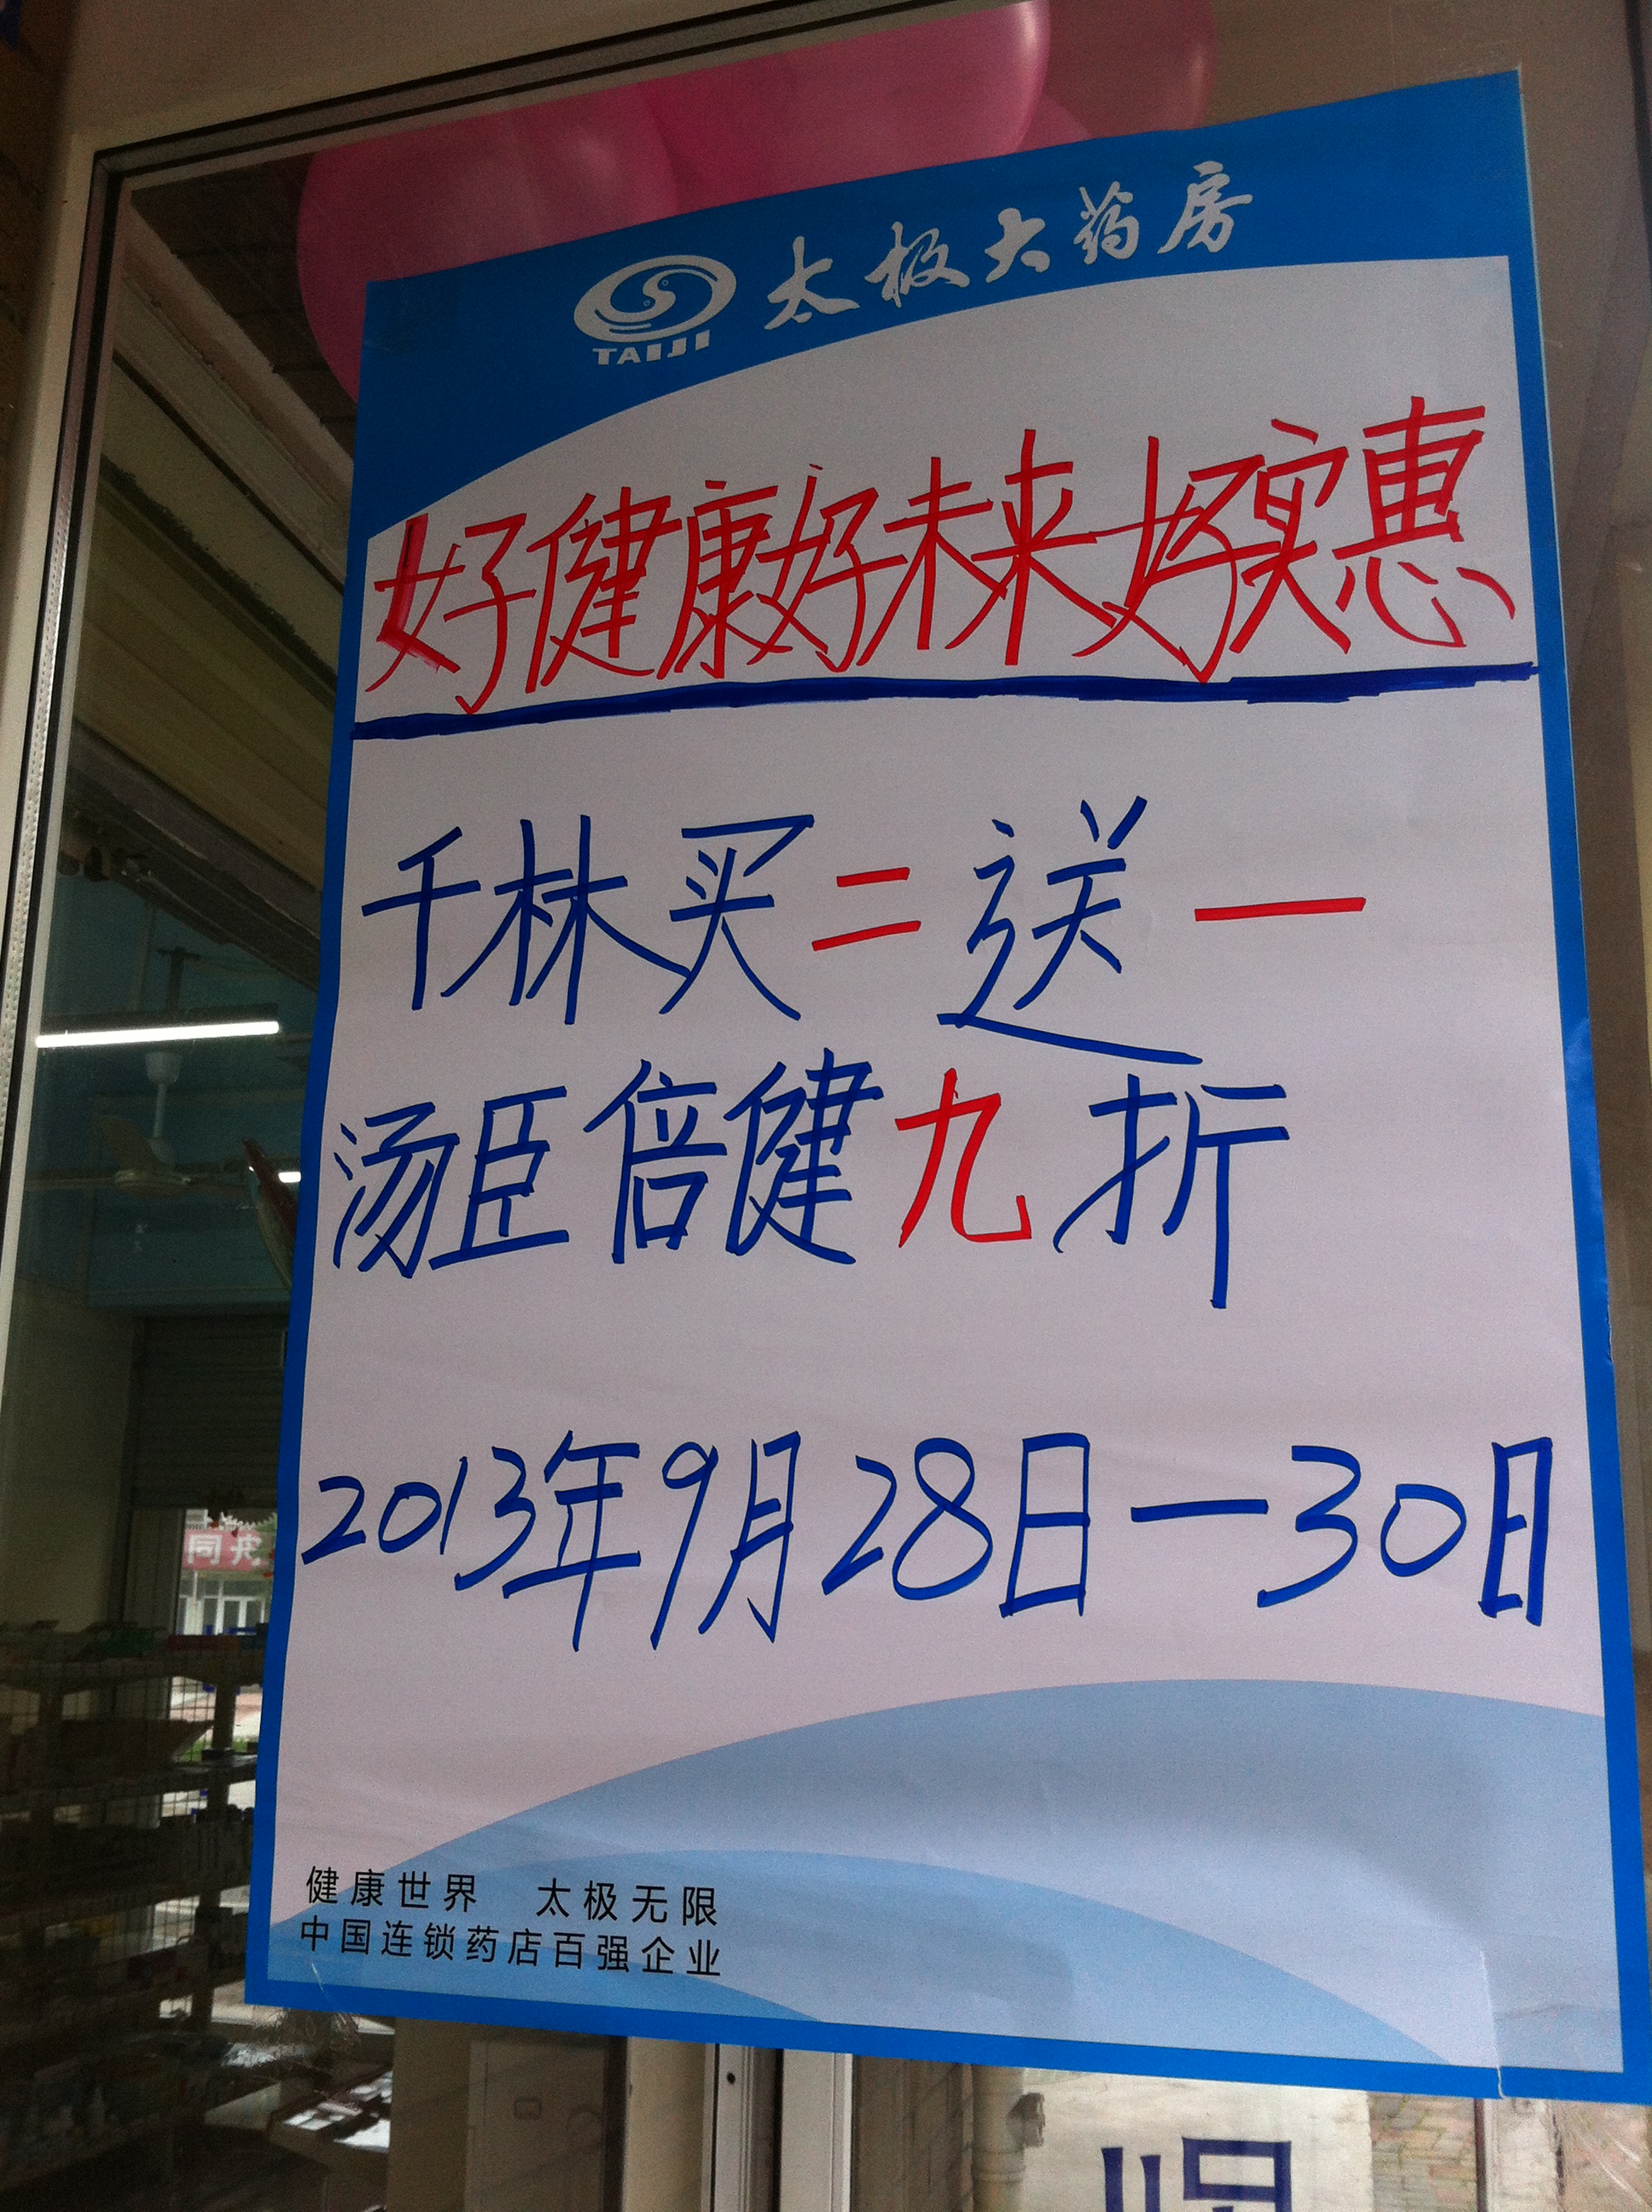 太极大药房
TAIJI
好健康好未来好实惠
千林买二送一
汤臣倍健九折
2013年9月28日—30日
健康世界 太极无限
中国连锁药店百强企业
同